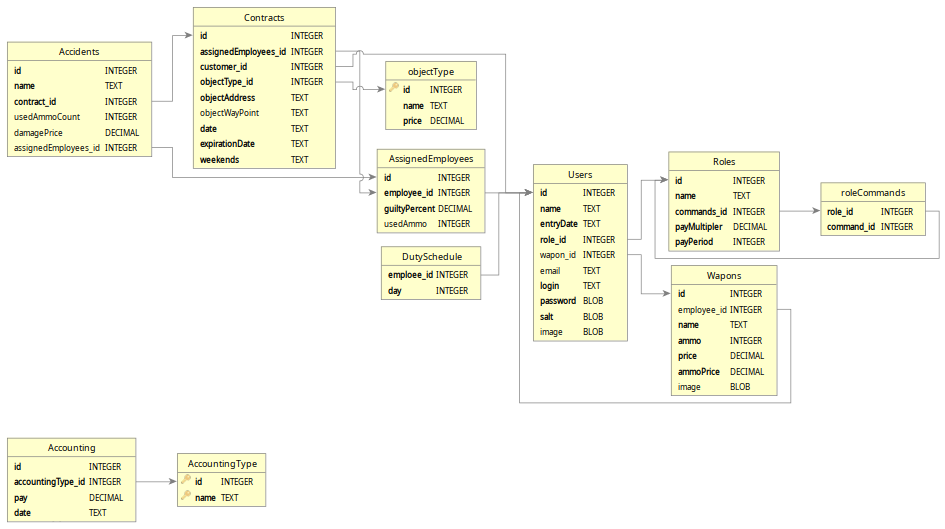 Contracts
id INTEGER
assignedEmployees_id INTEGER
customer_id INTEGER
objectType_id INTEGER
objectAddress TEXT
objectWayPoint TEXT
date TEXT
expirationDate TEXT
weekends TEXT
Accidents
id INTEGER
name TEXT
contract_id INTEGER
usedAmmoCount INTEGER
damagePrice DECIMAL
assignedEmployees_id INTEGER
objectType
id INTEGER
name TEXT
price DECIMAL
AssignedEmployees
id INTEGER
employee_id INTEGER
guiltyPercent DECIMAL
usedAmmo INTEGER
DutySchedule
emploee_id INTEGER
day INTEGER
Users
id INTEGER
name TEXT
entryDate TEXT
role_id INTEGER
wapon_id INTEGER
email TEXT
login TEXT
password BLOB
salt BLOB
image BLOB
Roles
id INTEGER
name TEXT
commands_id INTEGER
payMultipler DECIMAL
payPeriod INTEGER
roleCommands
role_id INTEGER
command_id INTEGER
Wapons
id INTEGER
employee_id INTEGER
name TEXT
ammo INTEGER
price DECIMAL
ammoPrice DECIMAL
image BLOB
Accounting
id INTEGER
accountingType_id INTEGER
pay DECIMAL
date TEXT
AccountingType
id INTEGER
name TEXT